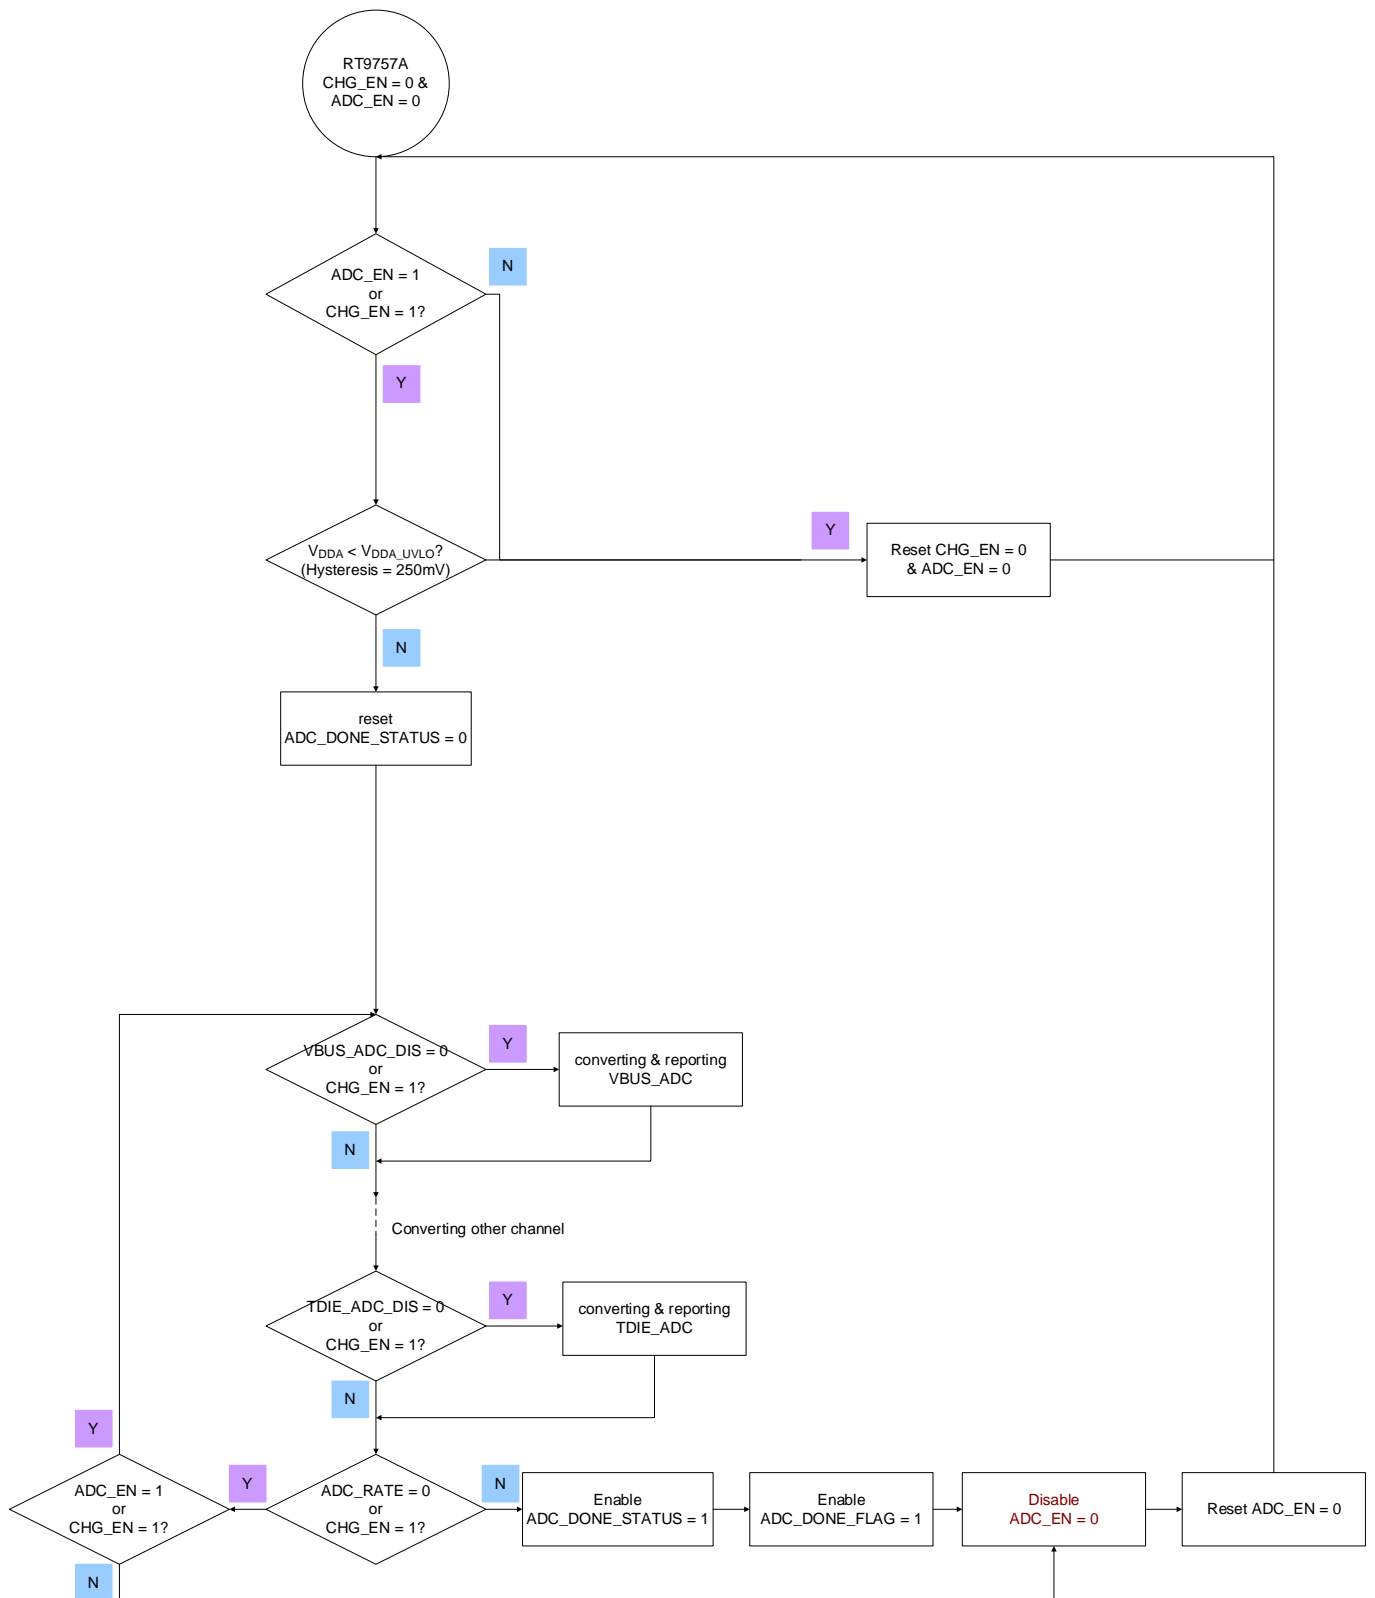 RT9757A
CHG_EN = 0 &
ADC_EN = 0
ADC_EN = 1
or
CHG_EN = 1?
N
Y
VDDA < VDDA_UVLO?
(Hysteresis = 250mV)
Y
Reset CHG_EN = 0
& ADC_EN = 0
N
reset
ADC_DONE_STATUS = 0
VBUS_ADC_DIS = 0
or
CHG_EN = 1?
Y
converting & reporting
VBUS_ADC
N
Converting other channel
TDIE_ADC_DIS = 0
or
CHG_EN = 1?
Y
converting & reporting
TDIE_ADC
N
Y
ADC_EN = 1
or
CHG_EN = 1?
Y
ADC_RATE = 0
or
CHG_EN = 1?
N
Enable
ADC_DONE_STATUS = 1
Enable
ADC_DONE_FLAG = 1
Disable
ADC_EN = 0
Reset ADC_EN = 0
N